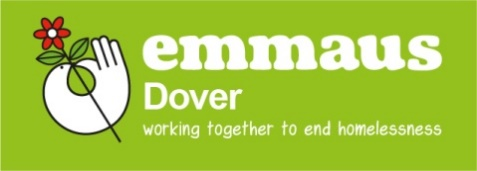 emmaus
Dover
working together to end homelessness